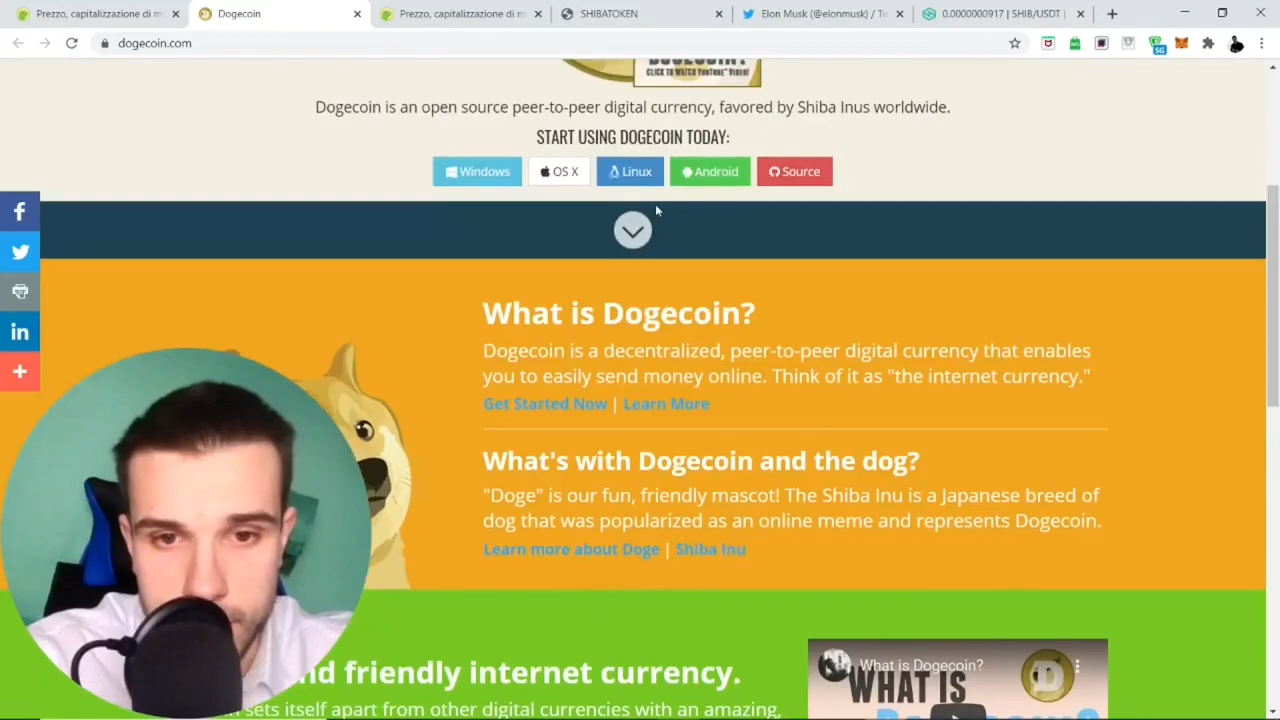 Prezzo, capitalizzazione di m
Dogecoin
Prezzo, capitalizzazione di m
SHIBATOKEN
Elon Musk (@elonmusk) / Tw
0.0000000917 | SHIB/USDT |
dogecoin.com
SG
CLICK TO WATCH YOUTUBE VIDEO!
Dogecoin is an open source peer-to-peer digital currency, favored by Shiba Inus worldwide.
START USING DOGECOIN TODAY:
Windows
OS X
Linux
Android
Source
What is Dogecoin?
Dogecoin is a decentralized, peer-to-peer digital currency that enables
you to easily send money online. Think of it as "the internet currency."
Get Started Now | Learn More
What's with Dogecoin and the dog?
"Doge" is our fun, friendly mascot! The Shiba Inu is a Japanese breed of
dog that was popularized as an online meme and represents Dogecoin.
Learn more about Doge | Shiba Inu
nd friendly internet currency.
sets itself apart from other digital currencies with an amazing,
What is Dogecoin?
WHAT IS